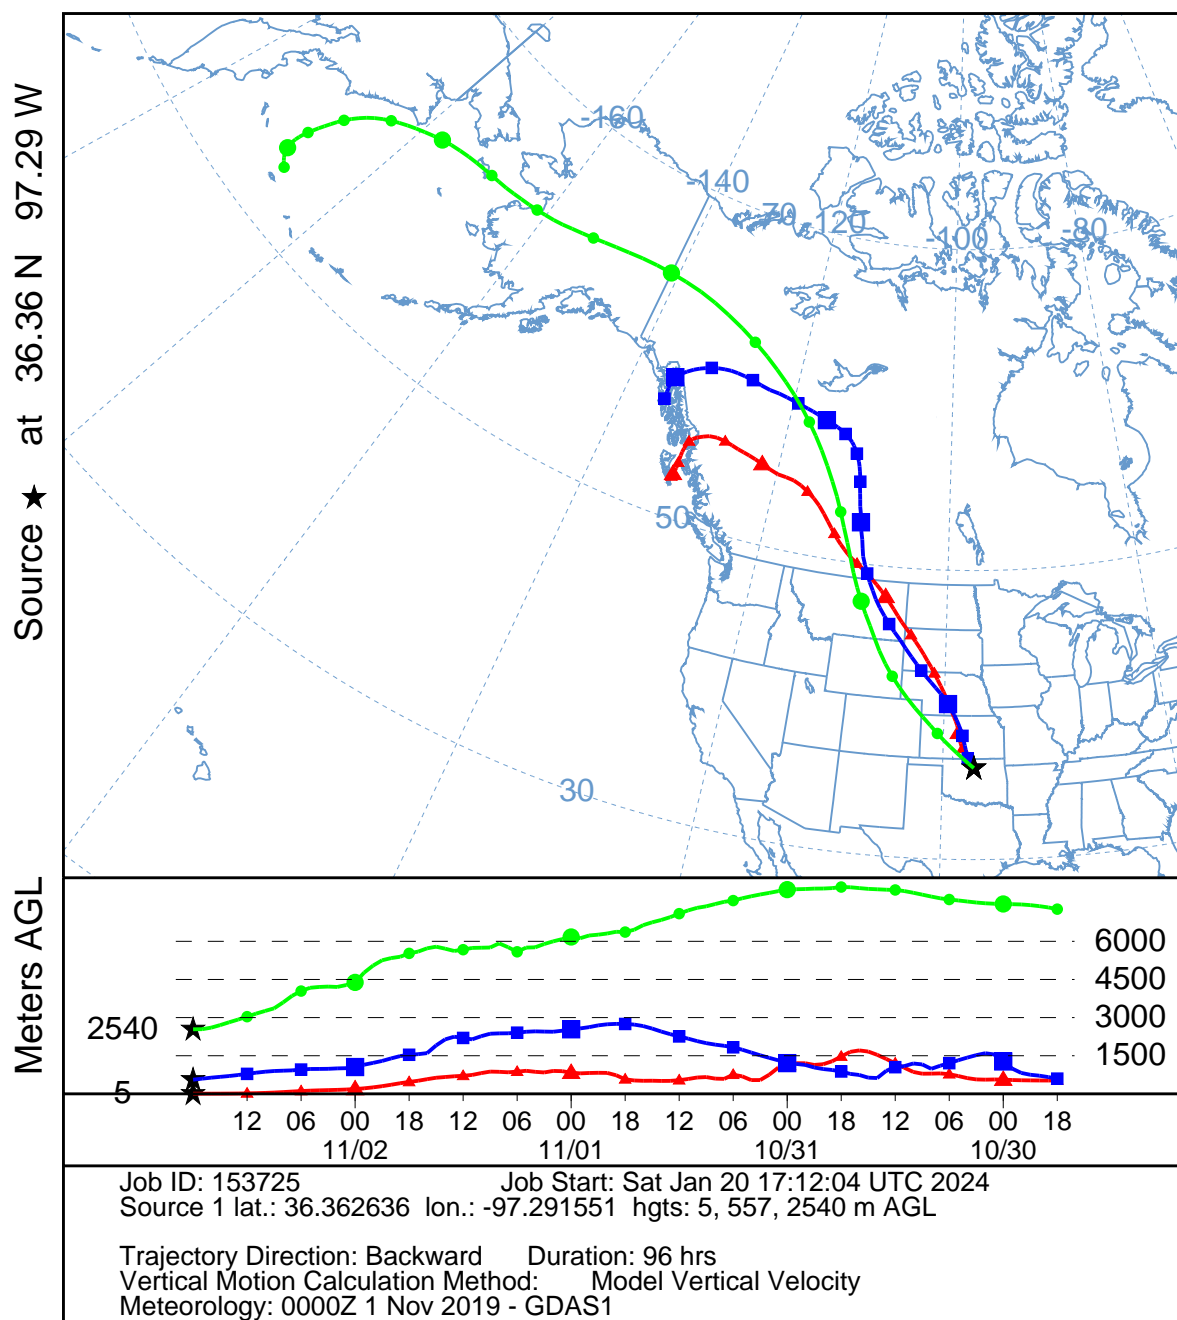 Source ★ at 36.36 N 97.29 W
-160
-140
70
-120
-100
-80
50
30
Meters AGL
6000
4500
3000
1500
2540
5
12 06 00 18 12 06 00 18 12 06 00 18 12 06 00 18
11/02 11/01 10/31 10/30
Job ID: 153725 Job Start: Sat Jan 20 17:12:04 UTC 2024
Source 1 lat.: 36.362636 lon.: -97.291551 hgts: 5, 557, 2540 m AGL
Trajectory Direction: Backward Duration: 96 hrs
Vertical Motion Calculation Method: Model Vertical Velocity
Meteorology: 0000Z 1 Nov 2019 - GDAS1